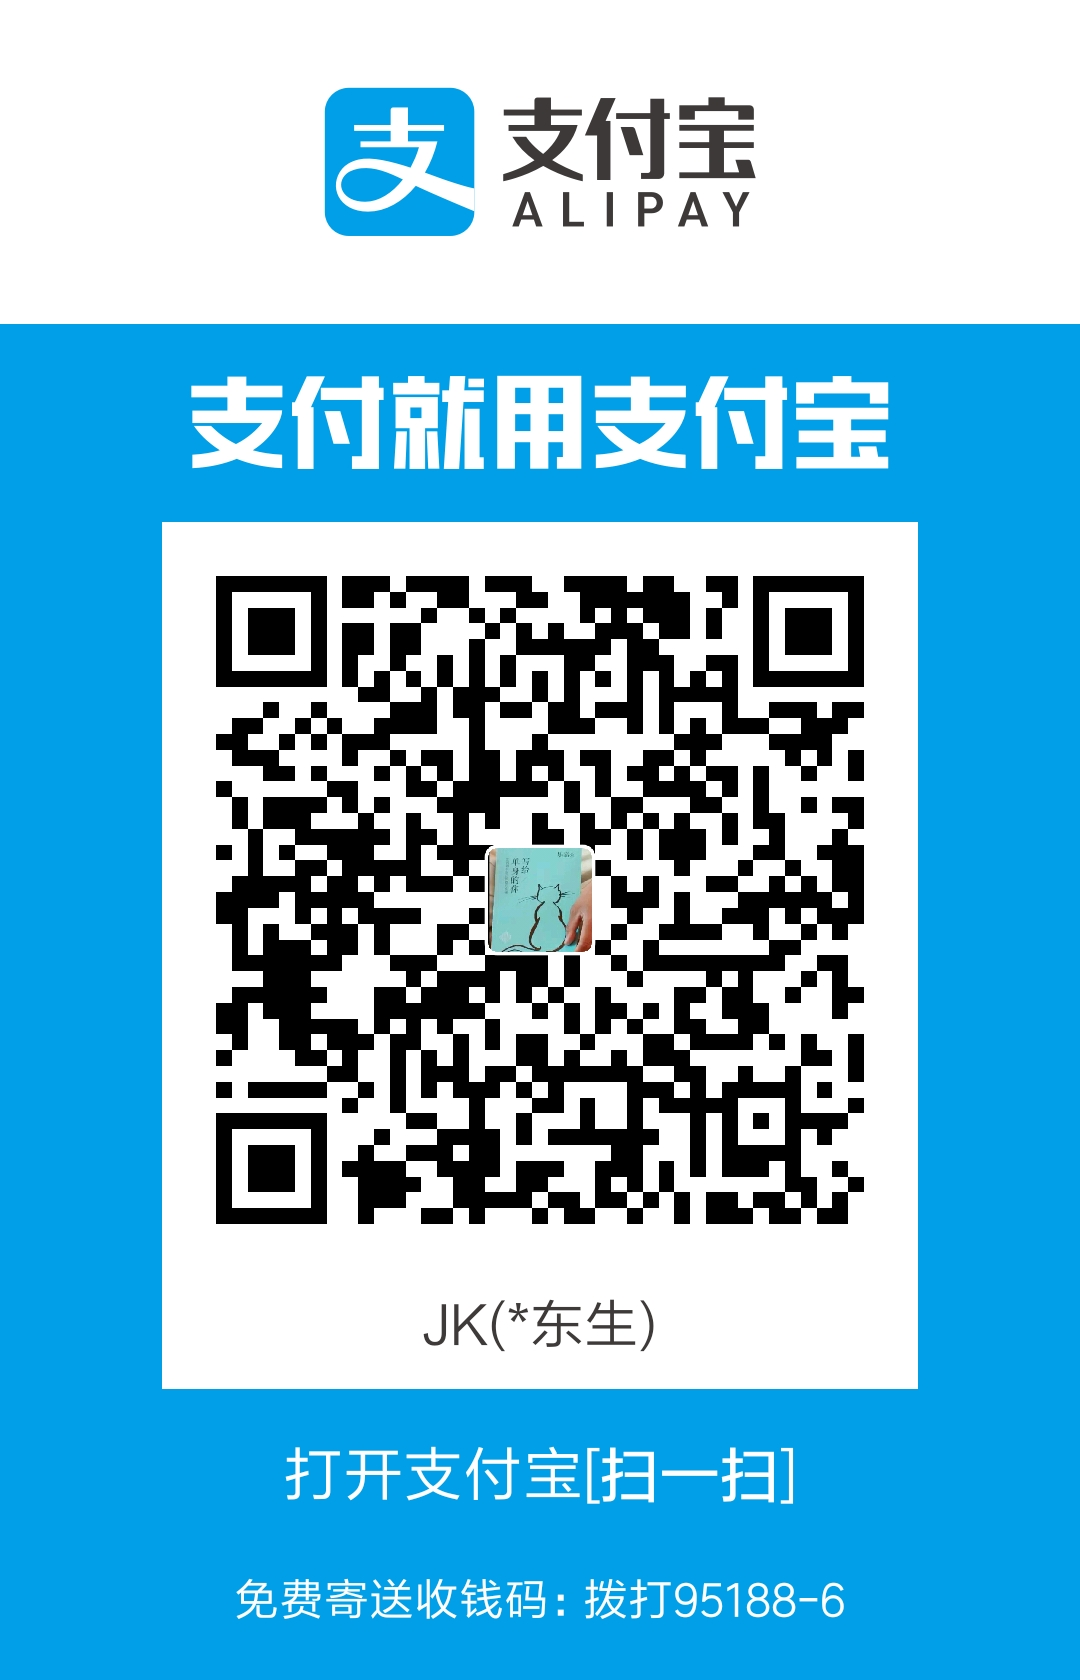 支
支付宝
ALIPAY
支付就用支付宝
写给
单身的你
JK(*东生)
打开支付宝[扫一扫]
免费寄送收钱码：拨打95188-6